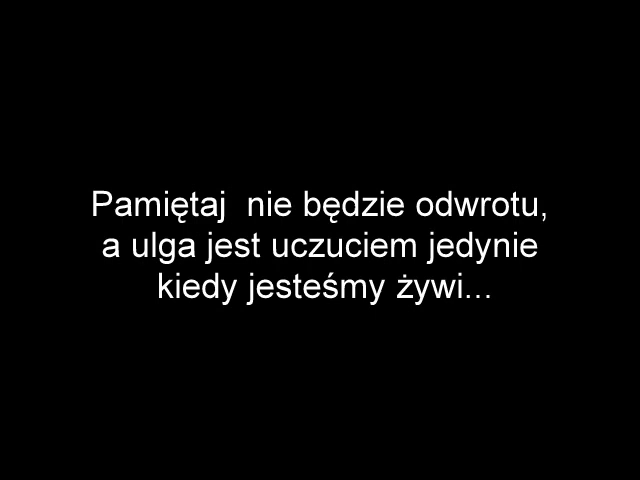 Pamiętaj  nie będzie odwrotu,
a ulga jest uczuciem jedynie
kiedy jesteśmy żywi...